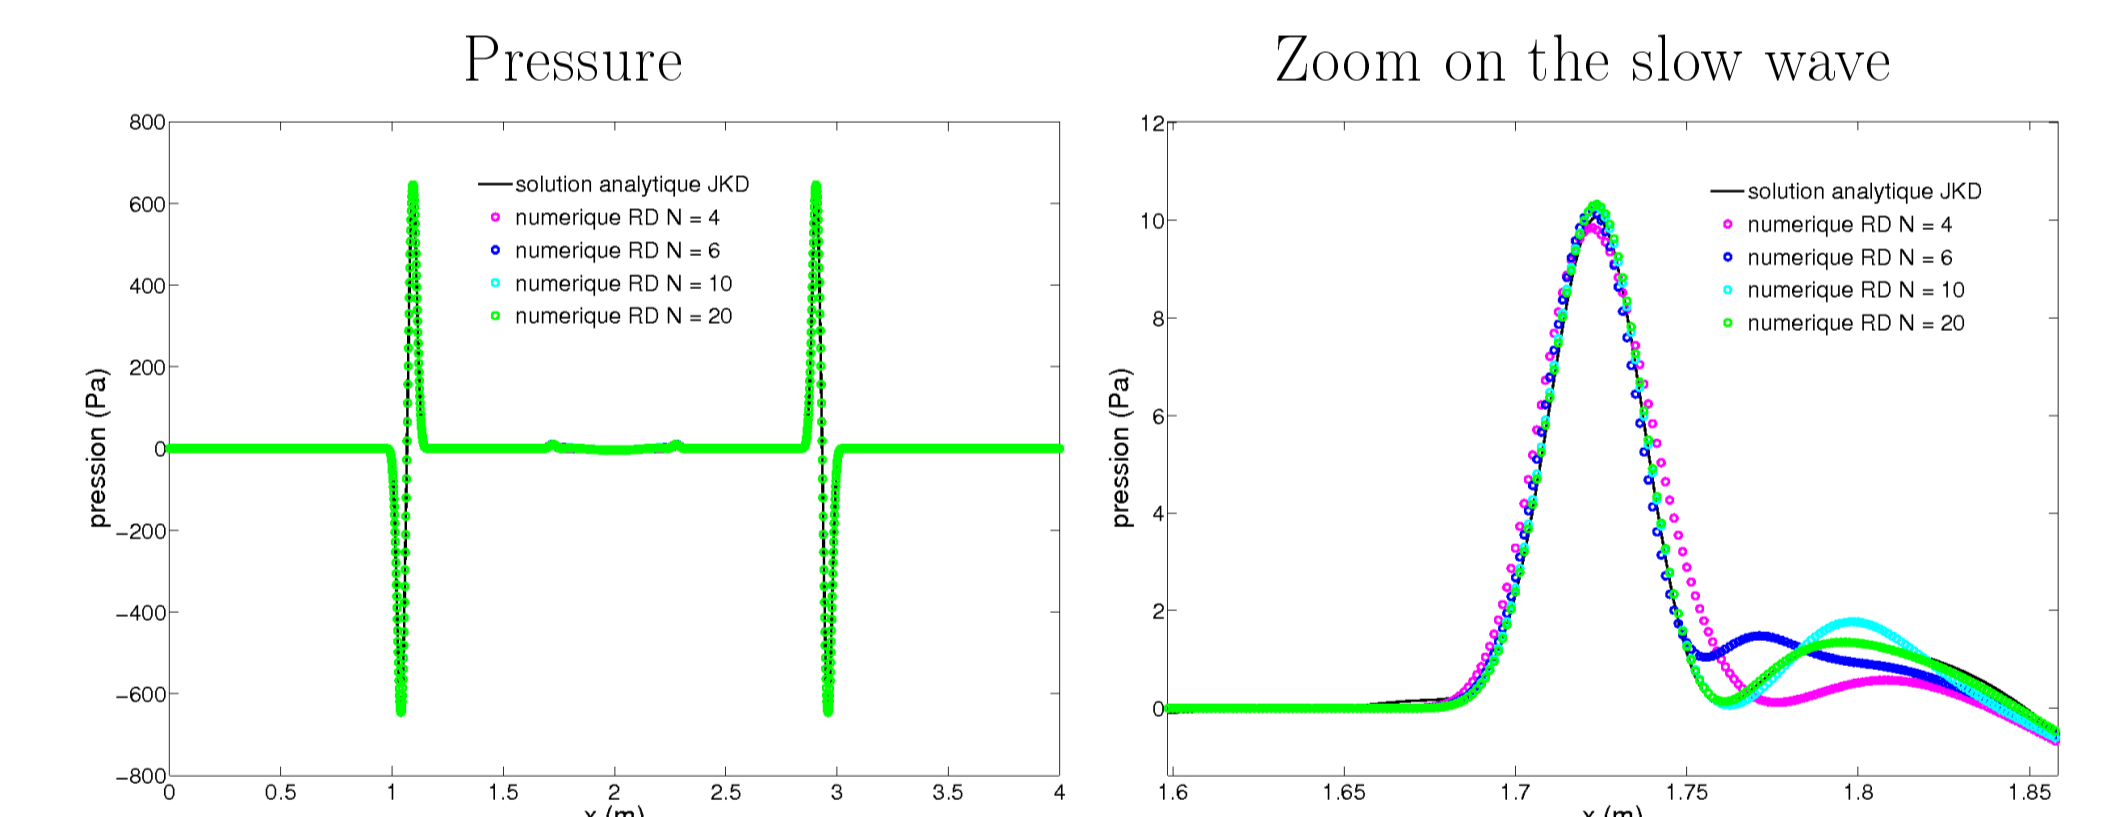 Pressure
Zoom on the slow wave
800
600
400
200
0
−200
−400
−600
−800
pression (Pa)
solution analytique JKD
numerique RD N = 4
numerique RD N = 6
numerique RD N = 10
numerique RD N = 20
0 0.5 1 1.5 2 2.5 3 3.5 4
x (m)
12
10
8
6
4
2
0
pression (Pa)
solution analytique JKD
numerique RD N = 4
numerique RD N = 6
numerique RD N = 10
numerique RD N = 20
1.6 1.65 1.7 1.75 1.8 1.85
x (m)